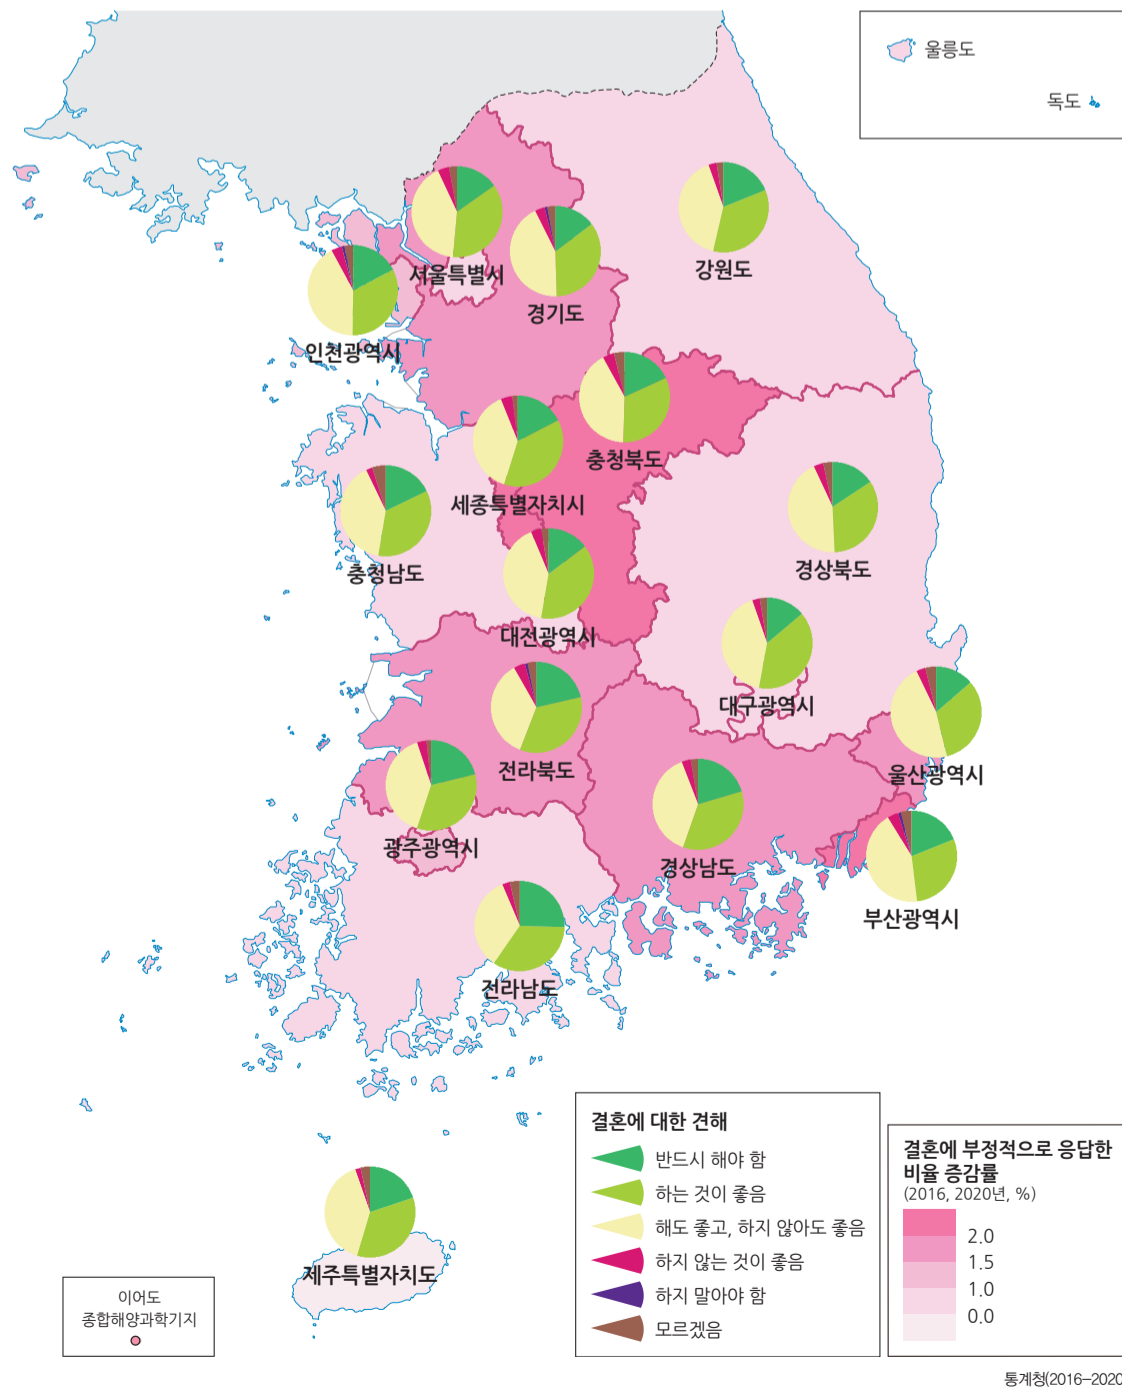 울릉도
독도
강원도
서울특별시
경기도
인천광역시
충청북도
세종특별자치시
충청남도
경상북도
대전광역시
대구광역시
전라북도
울산광역시
광주광역시
경상남도
부산광역시
전라남도
제주특별자치도
이어도
종합해양과학기지
결혼에 대한 견해
반드시 해야 함
하는 것이 좋음
해도 좋고, 하지 않아도 좋음
하지 않는 것이 좋음
하지 말아야 함
모르겠음
결혼에 부정적으로 응답한
비율 증감률
(2016, 2020년, %)
2.0
1.5
1.0
0.0
통계청(2016–2020